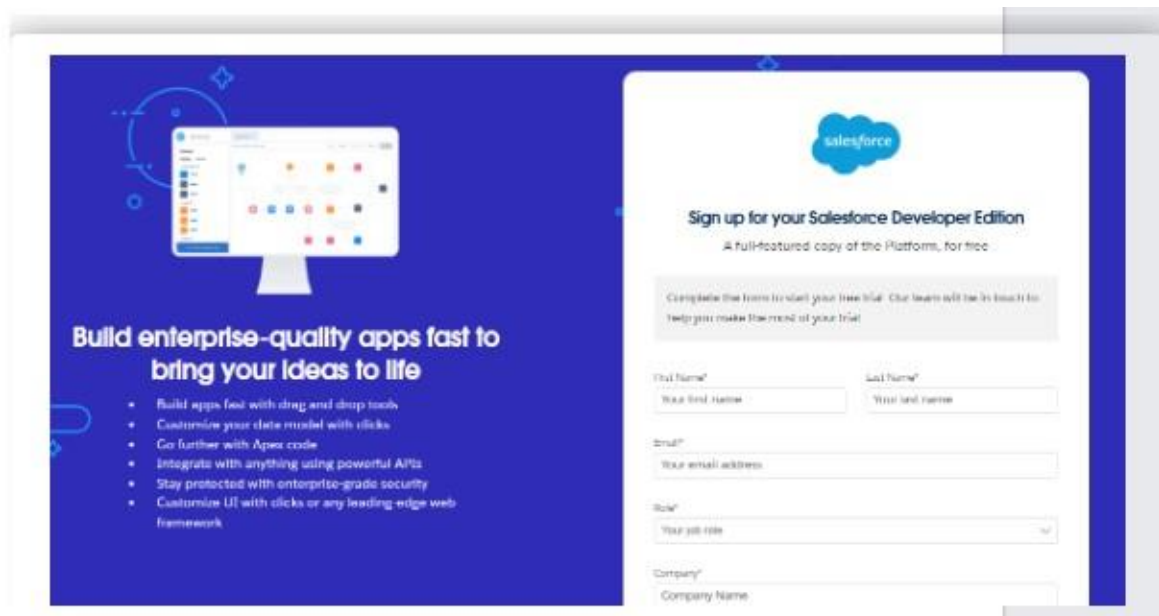 Build enterprise-quality apps fast to
bring your ideas to life
• Build apps fast with drag and drop tools
• Customize your data model with clicks
• Go further with Apex code
• Integrate with anything using powerful APIs
• Stay protected with enterprise-grade security
• Customize UI with clicks or any leading-edge web
framework
salesforce
Sign up for your Salesforce Developer Edition
A full-featured copy of the Platform, for free
Complete the form to start your free trial. Our team will be in touch to
help you make the most of your trial
First Name* Last Name*
Your first name Your last name
Email*
Your email address
Role*
Your job role
Company*
Company Name